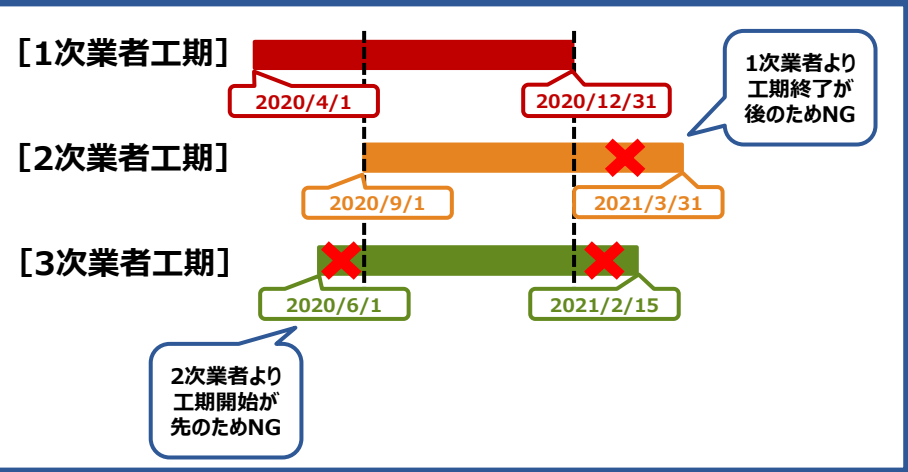 ［1次業者工期］
2020/4/1
2020/12/31
1次業者より
工期終了が
後のためNG
［2次業者工期］
2020/9/1
2021/3/31
［3次業者工期］
2020/6/1
2021/2/15
2次業者より
工期開始が
先のためNG